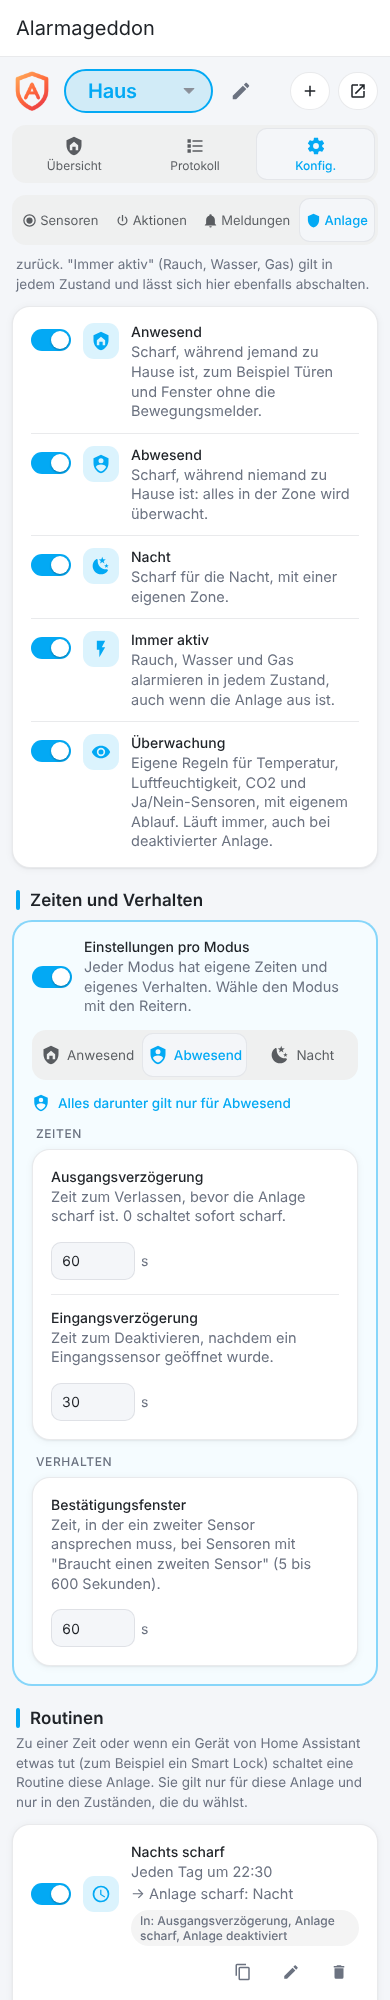 Alarmageddon
Haus
Übersicht
Protokoll
Konfig.
Sensoren
Aktionen
Meldungen
Anlage
zurück. "Immer aktiv" (Rauch, Wasser, Gas) gilt in
jedem Zustand und lässt sich hier ebenfalls abschalten.
Anwesend
Scharf, während jemand zu
Hause ist, zum Beispiel Türen
und Fenster ohne die
Bewegungsmelder.
Abwesend
Scharf, während niemand zu
Hause ist: alles in der Zone wird
überwacht.
Nacht
Scharf für die Nacht, mit einer
eigenen Zone.
Immer aktiv
Rauch, Wasser und Gas
alarmieren in jedem Zustand,
auch wenn die Anlage aus ist.
Überwachung
Eigene Regeln für Temperatur,
Luftfeuchtigkeit, CO2 und
Ja/Nein-Sensoren, mit eigenem
Ablauf. Läuft immer, auch bei
deaktivierter Anlage.
Zeiten und Verhalten
Einstellungen pro Modus
Jeder Modus hat eigene Zeiten und
eigenes Verhalten. Wähle den Modus
mit den Reitern.
Anwesend
Abwesend
Nacht
Alles darunter gilt nur für Abwesend
ZEITEN
Ausgangsverzögerung
Zeit zum Verlassen, bevor die Anlage
scharf ist. 0 schaltet sofort scharf.
60 s
Eingangsverzögerung
Zeit zum Deaktivieren, nachdem ein
Eingangssensor geöffnet wurde.
30 s
VERHALTEN
Bestätigungsfenster
Zeit, in der ein zweiter Sensor
ansprechen muss, bei Sensoren mit
"Braucht einen zweiten Sensor" (5 bis
600 Sekunden).
60 s
Routinen
Zu einer Zeit oder wenn ein Gerät von Home Assistant
etwas tut (zum Beispiel ein Smart Lock) schaltet eine
Routine diese Anlage. Sie gilt nur für diese Anlage und
nur in den Zuständen, die du wählst.
Nachts scharf
Jeden Tag um 22:30
→ Anlage scharf: Nacht
In: Ausgangsverzögerung, Anlage
scharf, Anlage deaktiviert